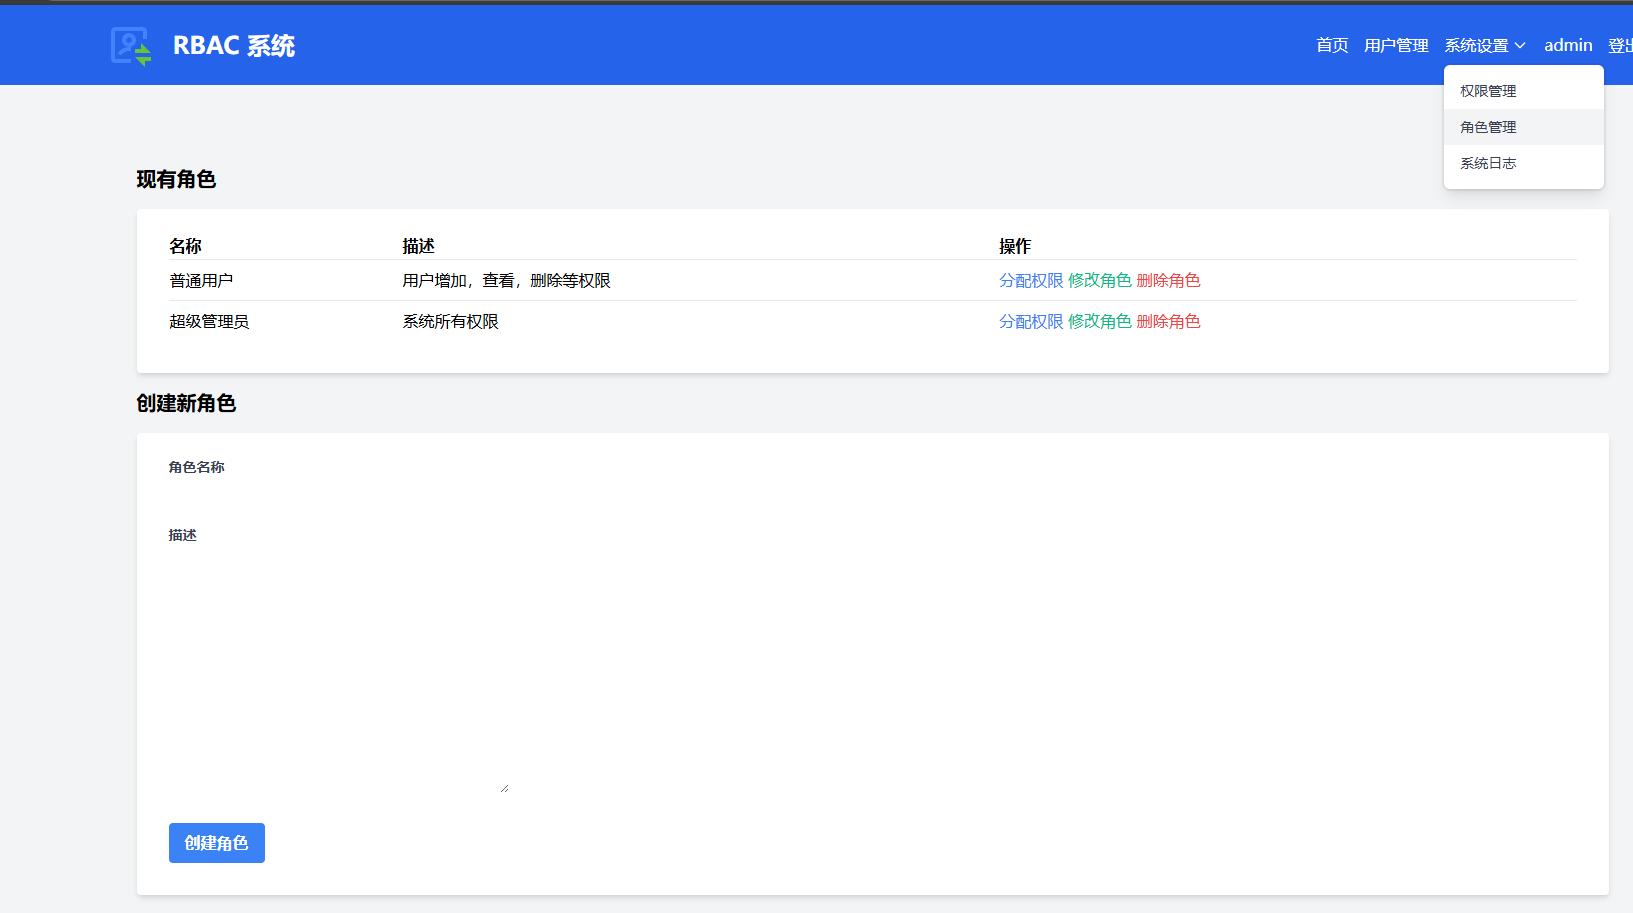 RBAC 系统
首页 用户管理 系统设置 admin 登出
权限管理
角色管理
系统日志
现有角色
名称 描述 操作
普通用户 用户增加，查看，删除等权限 分配权限 修改角色 删除角色
超级管理员 系统所有权限 分配权限 修改角色 删除角色
创建新角色
角色名称
描述
创建角色